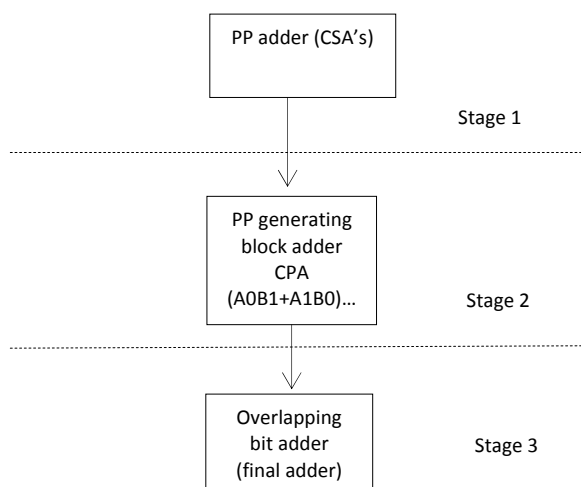 PP adder (CSA's)
Stage 1
PP generating
block adder
CPA
(A0B1+A1B0)...
Stage 2
Overlapping
bit adder
(final adder)
Stage 3